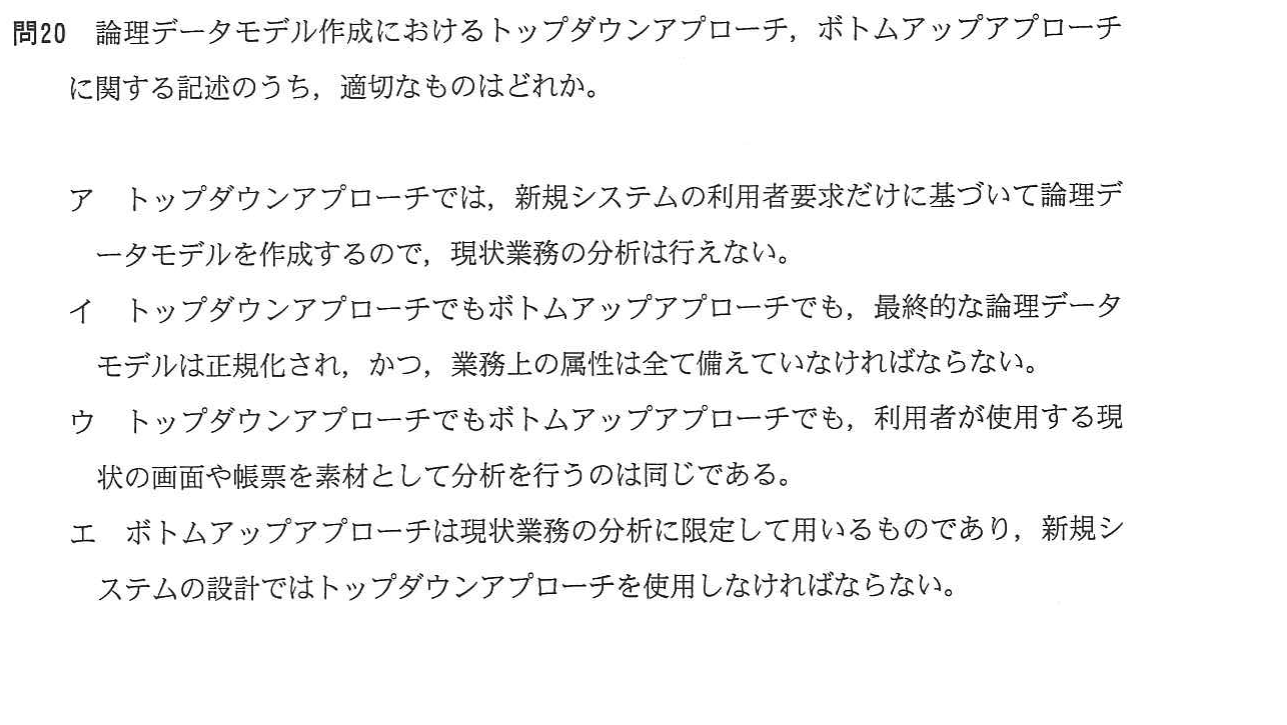 問20　論理データモデル作成におけるトップダウンアプローチ，ボトムアップアプローチ
に関する記述のうち，適切なものはどれか。
ア　トップダウンアプローチでは，新規システムの利用者要求だけに基づいて論理デ
ータモデルを作成するので，現状業務の分析は行えない。
イ　トップダウンアプローチでもボトムアップアプローチでも，最終的な論理データ
モデルは正規化され，かつ，業務上の属性は全て備えていなければならない。
ウ　トップダウンアプローチでもボトムアップアプローチでも，利用者が使用する現
状の画面や帳票を素材として分析を行うのは同じである。
エ　ボトムアップアプローチは現状業務の分析に限定して用いるものであり，新規シ
ステムの設計ではトップダウンアプローチを使用しなければならない。